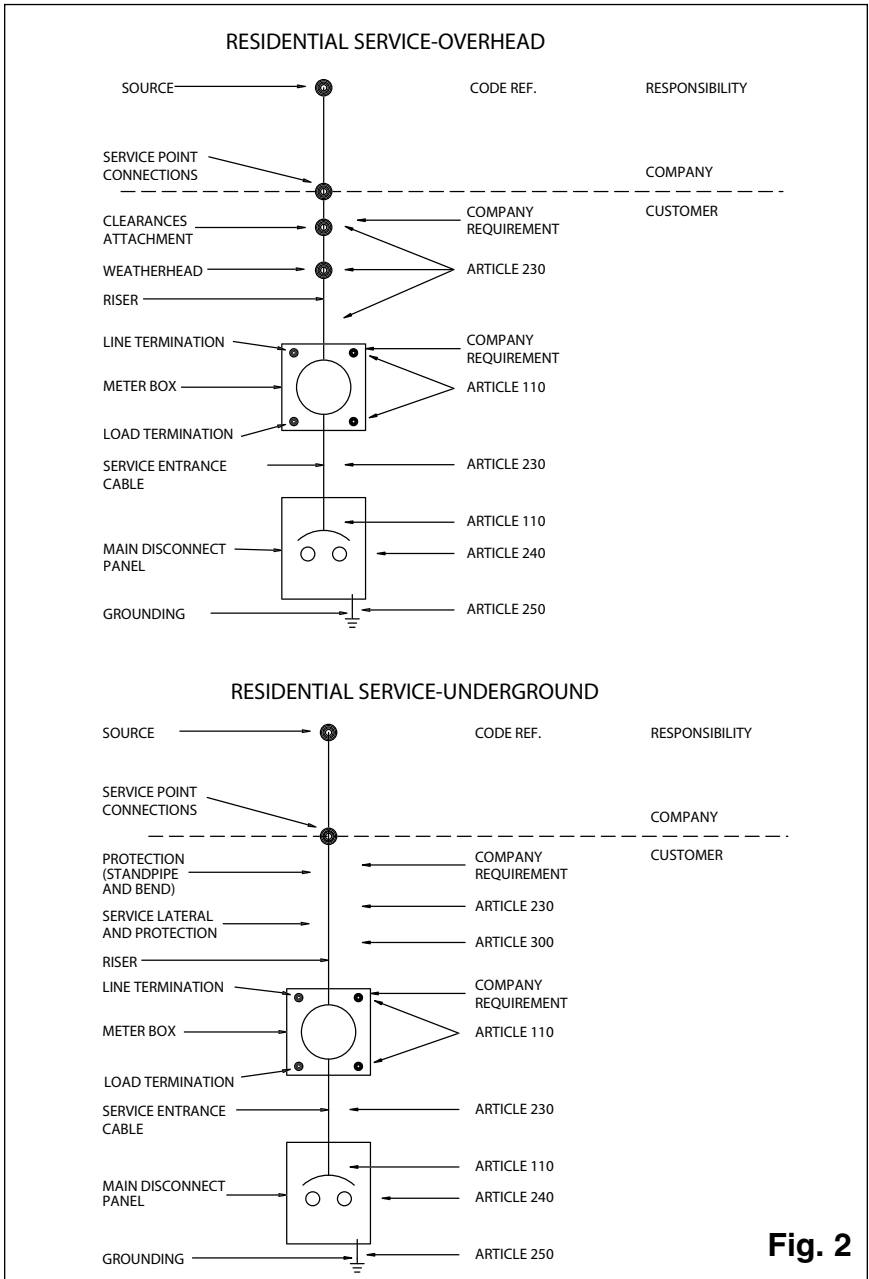 RESIDENTIAL SERVICE-OVERHEAD
SOURCE
CODE REF.
RESPONSIBILITY
SERVICE POINT
CONNECTIONS
COMPANY
CUSTOMER
CLEARANCES
ATTACHMENT
COMPANY
REQUIREMENT
WEATHERHEAD
ARTICLE 230
RISER
LINE TERMINATION
COMPANY
REQUIREMENT
METER BOX
ARTICLE 110
LOAD TERMINATION
SERVICE ENTRANCE
CABLE
ARTICLE 230
ARTICLE 110
MAIN DISCONNECT
PANEL
ARTICLE 240
GROUNDING
ARTICLE 250
RESIDENTIAL SERVICE-UNDERGROUND
SOURCE
CODE REF.
RESPONSIBILITY
SERVICE POINT
CONNECTIONS
COMPANY
CUSTOMER
PROTECTION
(STANDPIPE
AND BEND)
COMPANY
REQUIREMENT
ARTICLE 230
SERVICE LATERAL
AND PROTECTION
ARTICLE 300
RISER
LINE TERMINATION
COMPANY
REQUIREMENT
METER BOX
ARTICLE 110
LOAD TERMINATION
SERVICE ENTRANCE
CABLE
ARTICLE 230
ARTICLE 110
MAIN DISCONNECT
PANEL
ARTICLE 240
GROUNDING
ARTICLE 250
Fig. 2